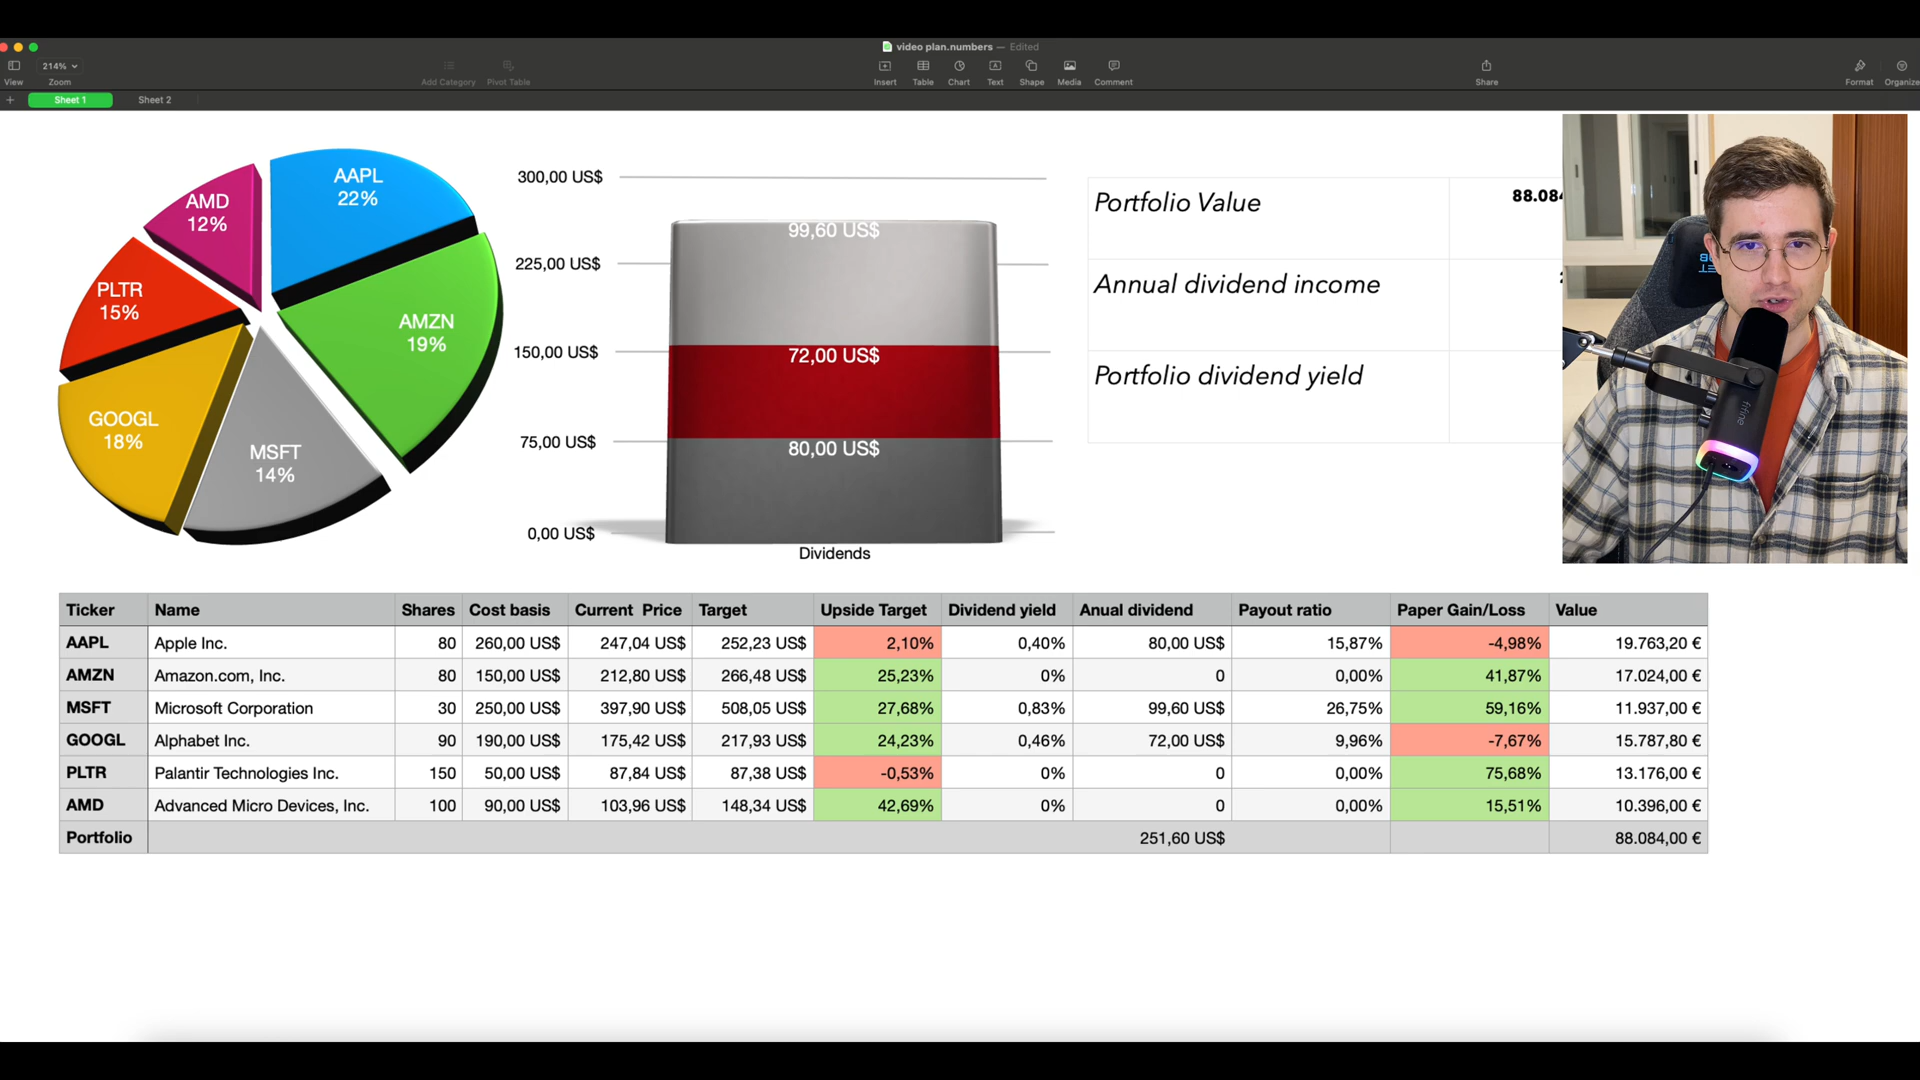 video plan.numbers — Edited
214%
View
Zoom
Add Category
Pivot Table
Insert
Table
Chart
Text
Shape
Media
Comment
Share
Format
Organize
Sheet 1
Sheet 2
AAPL
22%
AMD
12%
PLTR
15%
AMZN
19%
GOOGL
18%
MSFT
14%
300,00 US$
225,00 US$
150,00 US$
75,00 US$
0,00 US$
99,60 US$
72,00 US$
80,00 US$
Dividends
Portfolio Value
88.084
Annual dividend income
Portfolio dividend yield
fifine
Ticker Name Shares Cost basis Current Price Target Upside Target Dividend yield Anual dividend Payout ratio Paper Gain/Loss Value
AAPL Apple Inc. 80 260,00 US$ 247,04 US$ 252,23 US$ 2,10% 0,40% 80,00 US$ 15,87% -4,98% 19.763,20 €
AMZN Amazon.com, Inc. 80 150,00 US$ 212,80 US$ 266,48 US$ 25,23% 0% 0 0,00% 41,87% 17.024,00 €
MSFT Microsoft Corporation 30 250,00 US$ 397,90 US$ 508,05 US$ 27,68% 0,83% 99,60 US$ 26,75% 59,16% 11.937,00 €
GOOGL Alphabet Inc. 90 190,00 US$ 175,42 US$ 217,93 US$ 24,23% 0,46% 72,00 US$ 9,96% -7,67% 15.787,80 €
PLTR Palantir Technologies Inc. 150 50,00 US$ 87,84 US$ 87,38 US$ -0,53% 0% 0 0,00% 75,68% 13.176,00 €
AMD Advanced Micro Devices, Inc. 100 90,00 US$ 103,96 US$ 148,34 US$ 42,69% 0% 0 0,00% 15,51% 10.396,00 €
Portfolio 251,60 US$ 88.084,00 €